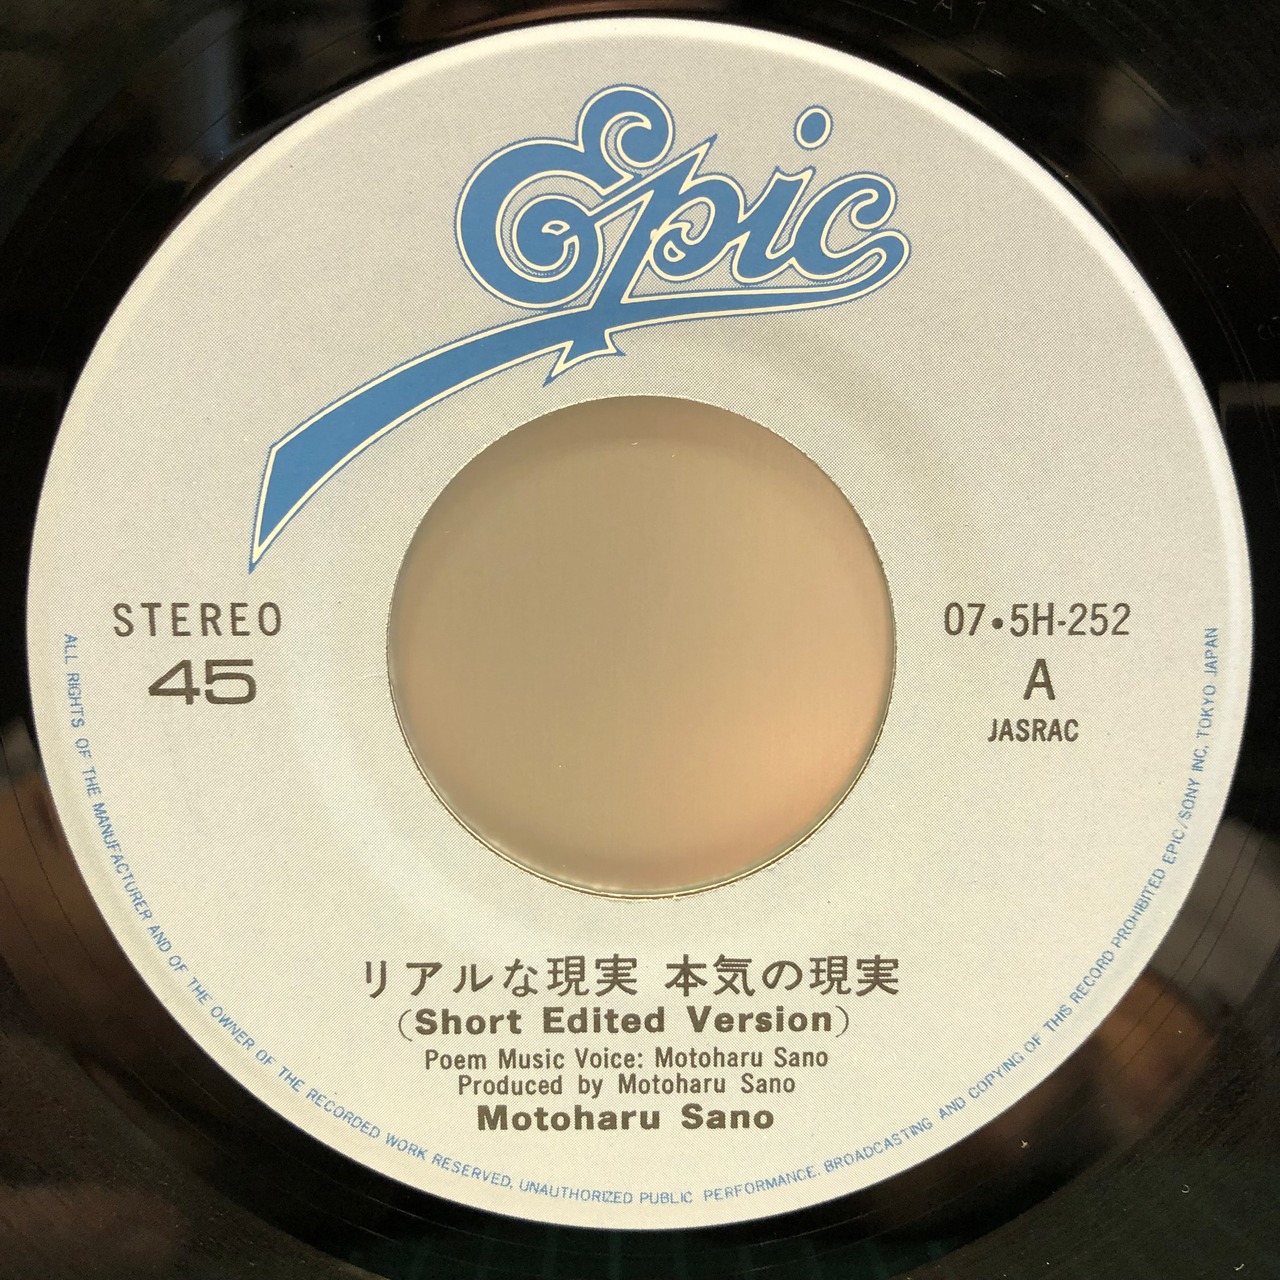 Epic
STEREO
45
07•5H-252
A
JASRAC
リアルな現実 本気の現実
(Short Edited Version)
Poem Music Voice: Motoharu Sano
Produced by Motoharu Sano
Motoharu Sano
ALL RIGHTS OF THE MANUFACTURER AND OF THE OWNER OF THE RECORDED WORK RESERVED. UNAUTHORIZED PUBLIC PERFORMANCE. BROADCASTING AND COPYING OF THIS RECORD PROHIBITED EPIC/SONY INC. TOKYO JAPAN